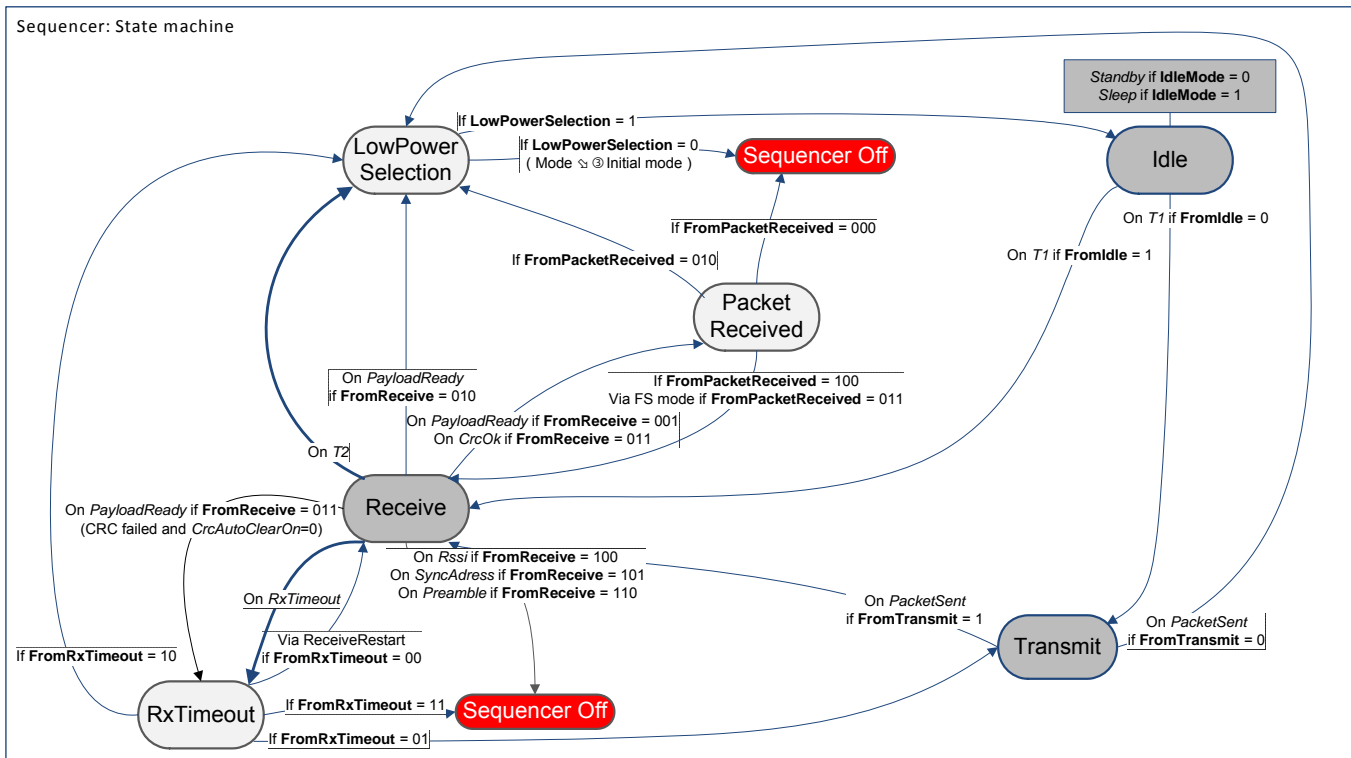 Sequencer: State machine
Standby if IdleMode = 0
Sleep if IdleMode = 1
If LowPowerSelection = 1
LowPower
Selection
If LowPowerSelection = 0
( Mode ⇘ ③ Initial mode )
Sequencer Off
Idle
On T1 if FromIdle = 0
If FromPacketReceived = 000
On T1 if FromIdle = 1
If FromPacketReceived = 010
Packet
Received
On PayloadReady
if FromReceive = 010
If FromPacketReceived = 100
Via FS mode if FromPacketReceived = 011
On PayloadReady if FromReceive = 001
On CrcOk if FromReceive = 011
On T2
Receive
On PayloadReady if FromReceive = 011
(CRC failed and CrcAutoClearOn=0)
On Rssi if FromReceive = 100
On SyncAdress if FromReceive = 101
On Preamble if FromReceive = 110
On RxTimeout
On PacketSent
if FromTransmit = 1
Transmit
On PacketSent
if FromTransmit = 0
Via ReceiveRestart
if FromRxTimeout = 00
If FromRxTimeout = 10
RxTimeout
If FromRxTimeout = 11
Sequencer Off
If FromRxTimeout = 01